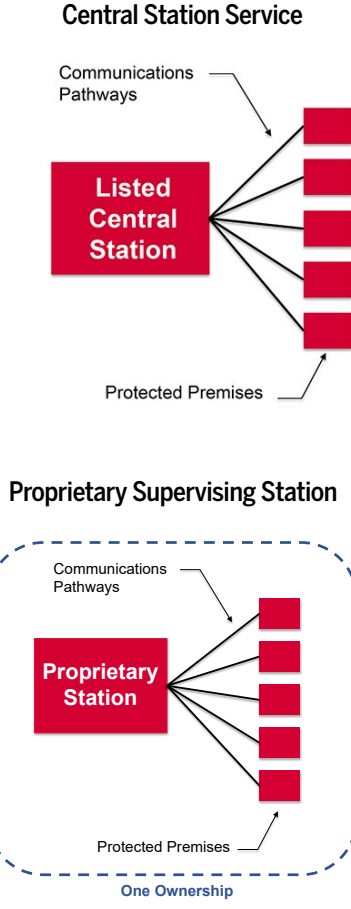 Central Station Service
Communications
Pathways
Listed
Central
Station
Protected Premises
Proprietary Supervising Station
Communications
Pathways
Proprietary
Station
Protected Premises
One Ownership